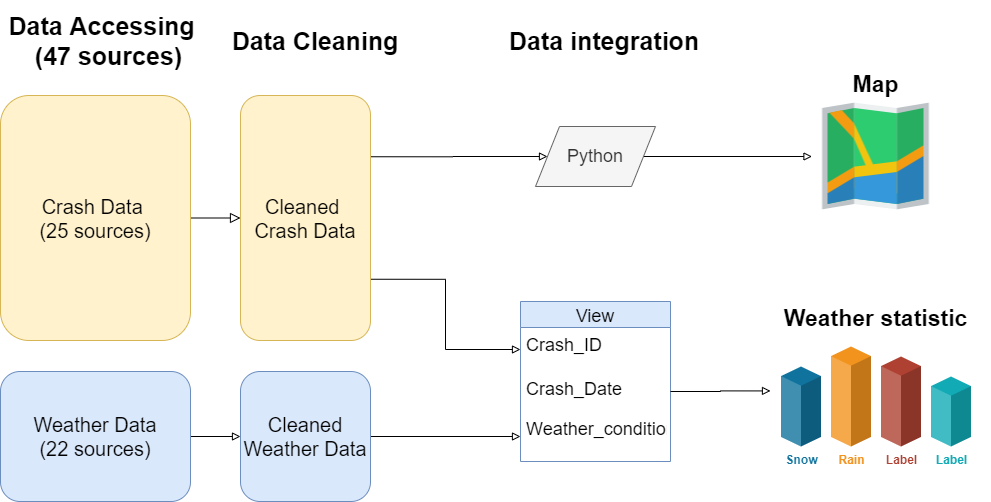 Data Accessing
(47 sources)
Data Cleaning
Data integration
Map
Python
Crash Data
(25 sources)
Cleaned
Crash Data
View
Crash_ID
Crash_Date
Weather_conditio
Weather statistic
Weather Data
(22 sources)
Cleaned
Weather Data
Snow
Rain
Label
Label